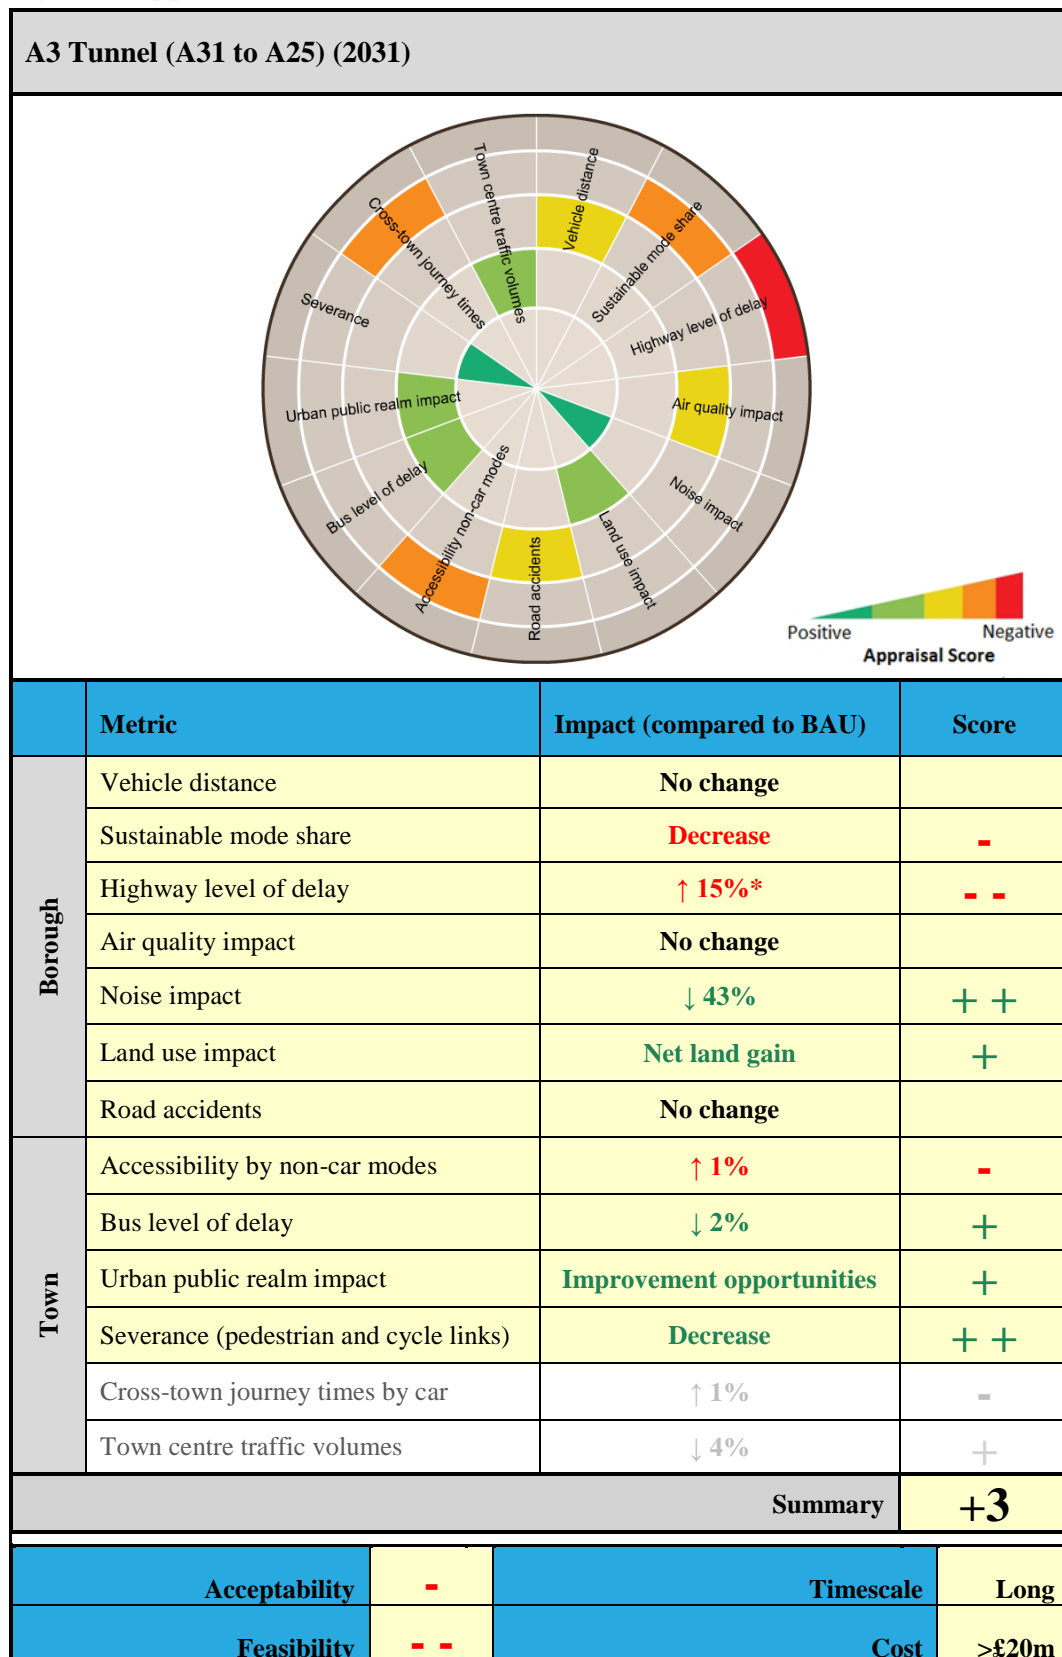 A3 Tunnel (A31 to A25) (2031)
Town centre traffic volumes
Vehicle distance
Cross-town journey times
Sustainable mode share
Severance
Highway level of delay
Urban public realm impact
Air quality impact
Bus level of delay
Noise impact
Accessibility non-car modes
Land use impact
Road accidents
Positive Negative
Appraisal Score
Metric Impact (compared to BAU) Score
Borough
Vehicle distance No change
Sustainable mode share Decrease -
Highway level of delay ↑ 15%* - -
Air quality impact No change
Noise impact ↓ 43% + +
Land use impact Net land gain +
Road accidents No change
Town
Accessibility by non-car modes ↑ 1% -
Bus level of delay ↓ 2% +
Urban public realm impact Improvement opportunities +
Severance (pedestrian and cycle links) Decrease + +
Cross-town journey times by car ↑ 1% -
Town centre traffic volumes ↓ 4% +
Summary +3
Acceptability - Timescale Long
Feasibility - - Cost >£20m